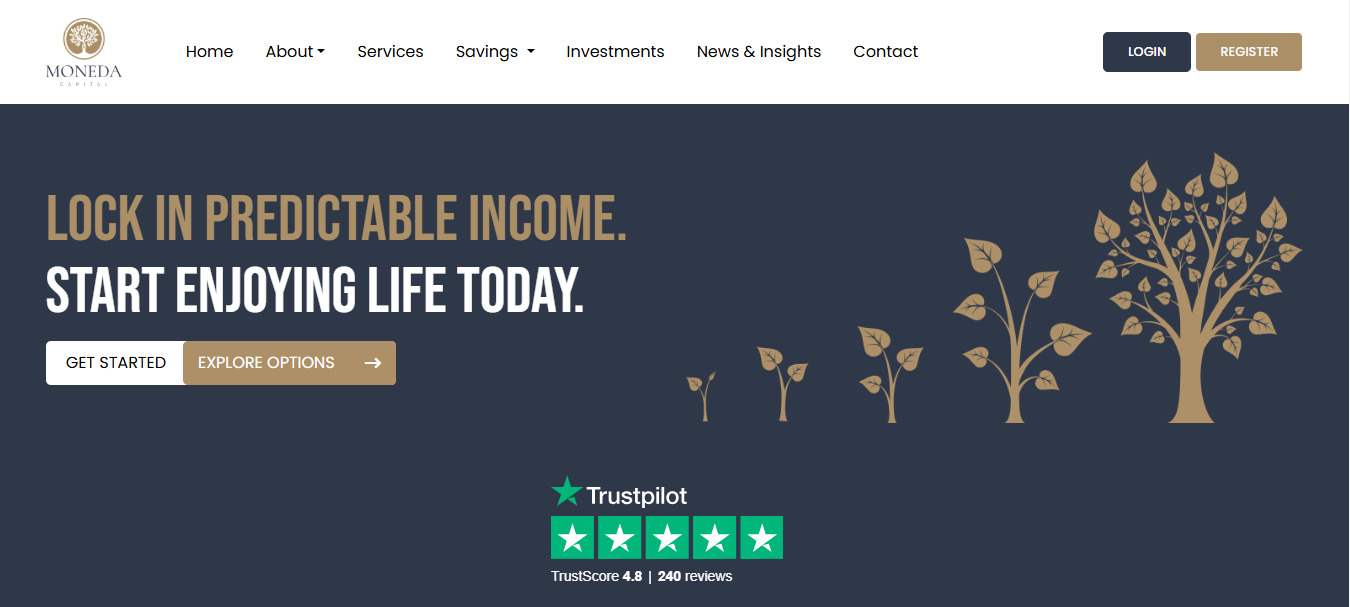 MONEDA
CAPITAL
Home About Services Savings Investments News & Insights Contact
LOGIN REGISTER
LOCK IN PREDICTABLE INCOME.
START ENJOYING LIFE TODAY.
GET STARTED EXPLORE OPTIONS →
Trustpilot
TrustScore 4.8 | 240 reviews